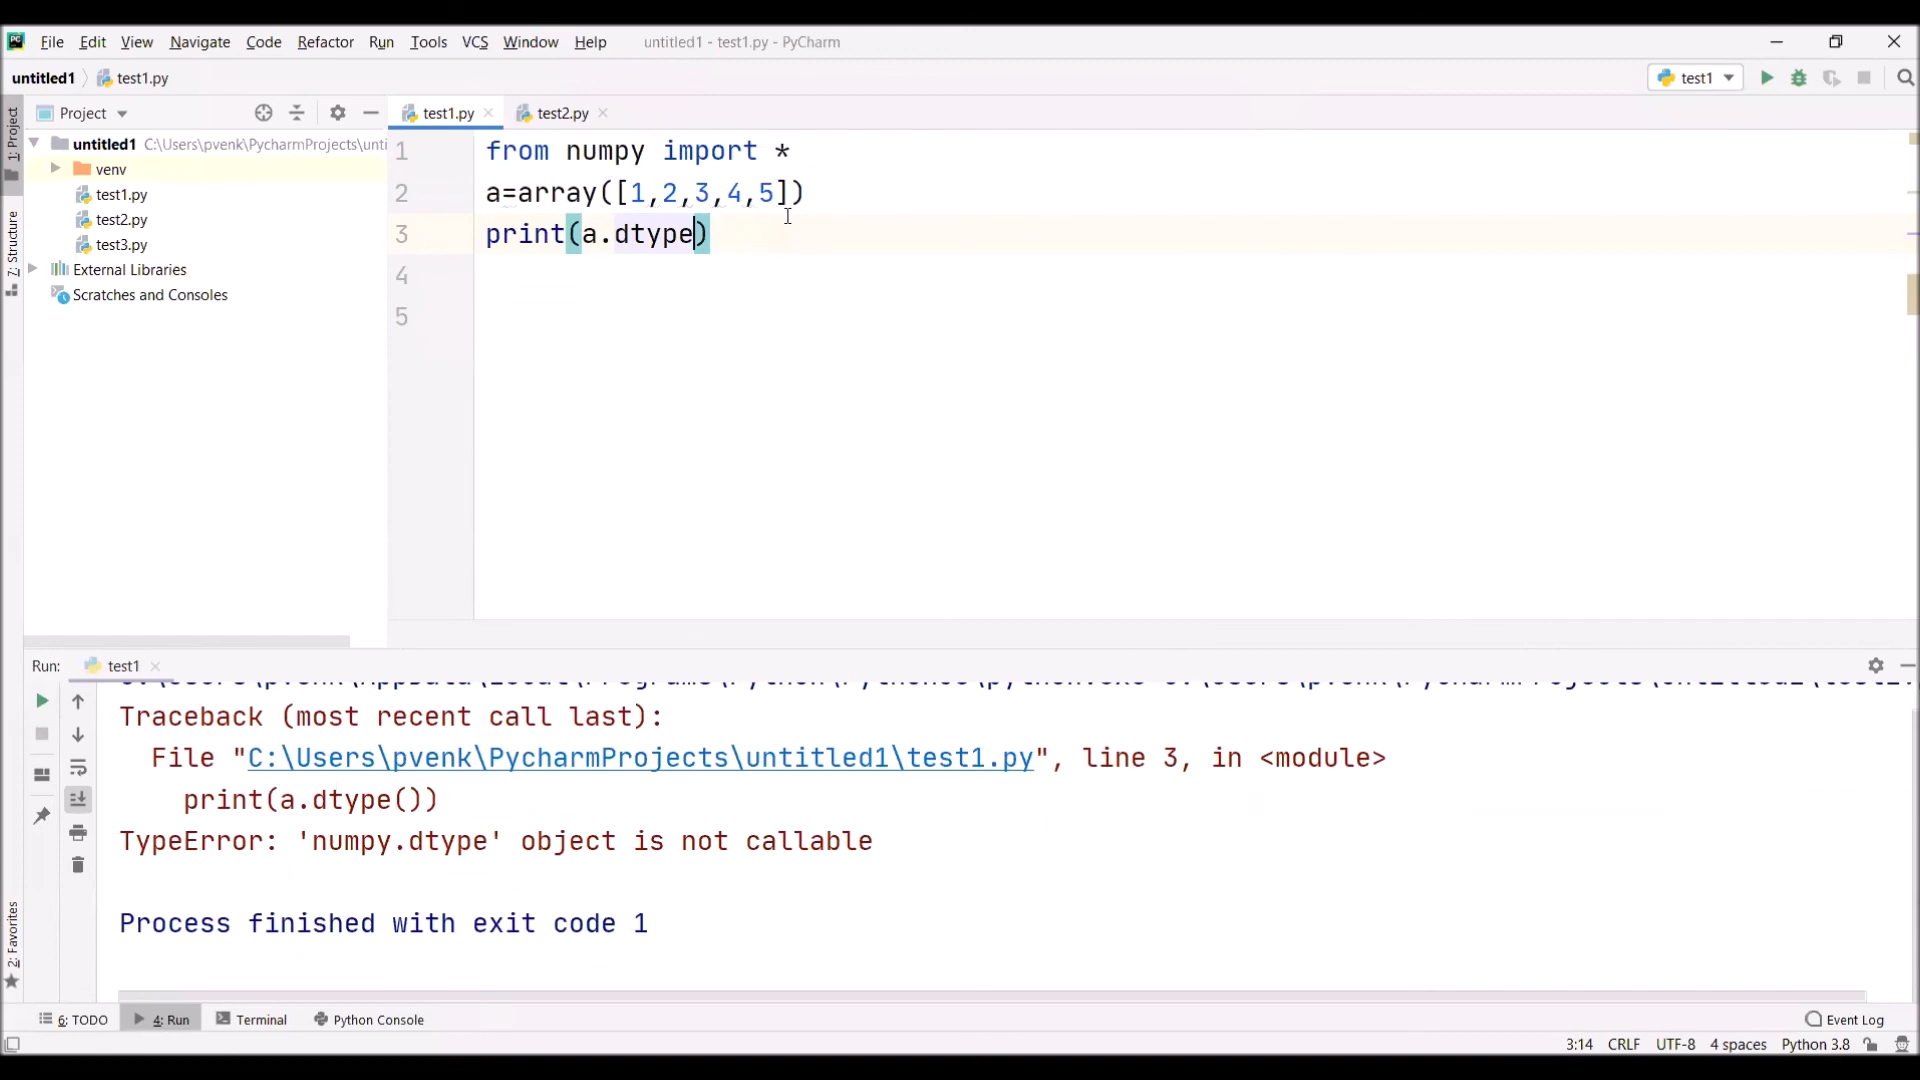 PC File Edit View Navigate Code Refactor Run Tools VCS Window Help untitled1 - test1.py - PyCharm
untitled1 test1.py test1
Project test1.py test2.py
1: Project
untitled1 C:\Users\pvenk\PycharmProjects\unti
venv
test1.py
test2.py
test3.py
External Libraries
Scratches and Consoles
7: Structure
1 from numpy import *
2 a=array([1,2,3,4,5])
3 print(a.dtype)
4
5
Run: test1
Traceback (most recent call last):
File "C:\Users\pvenk\PycharmProjects\untitled1\test1.py", line 3, in <module>
print(a.dtype())
TypeError: 'numpy.dtype' object is not callable
Process finished with exit code 1
2: Favorites
6: TODO 4: Run Terminal Python Console Event Log
3:14 CRLF UTF-8 4 spaces Python 3.8